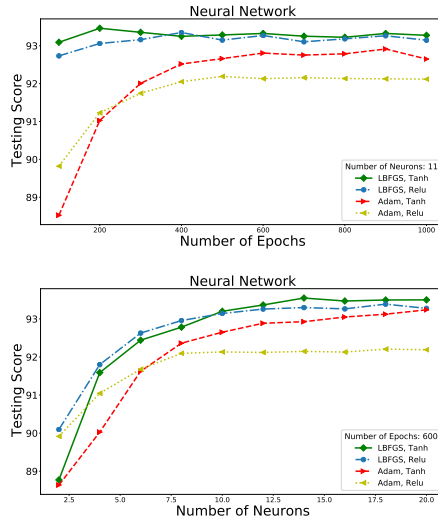 Neural Network
Testing Score
93
92
91
90
89
200
400
600
800
1000
Number of Epochs
Number of Neurons: 11
LBFGS, Tanh
LBFGS, Relu
Adam, Tanh
Adam, Relu
Neural Network
Testing Score
93
92
91
90
89
2.5
5.0
7.5
10.0
12.5
15.0
17.5
20.0
Number of Neurons
Number of Epochs: 600
LBFGS, Tanh
LBFGS, Relu
Adam, Tanh
Adam, Relu